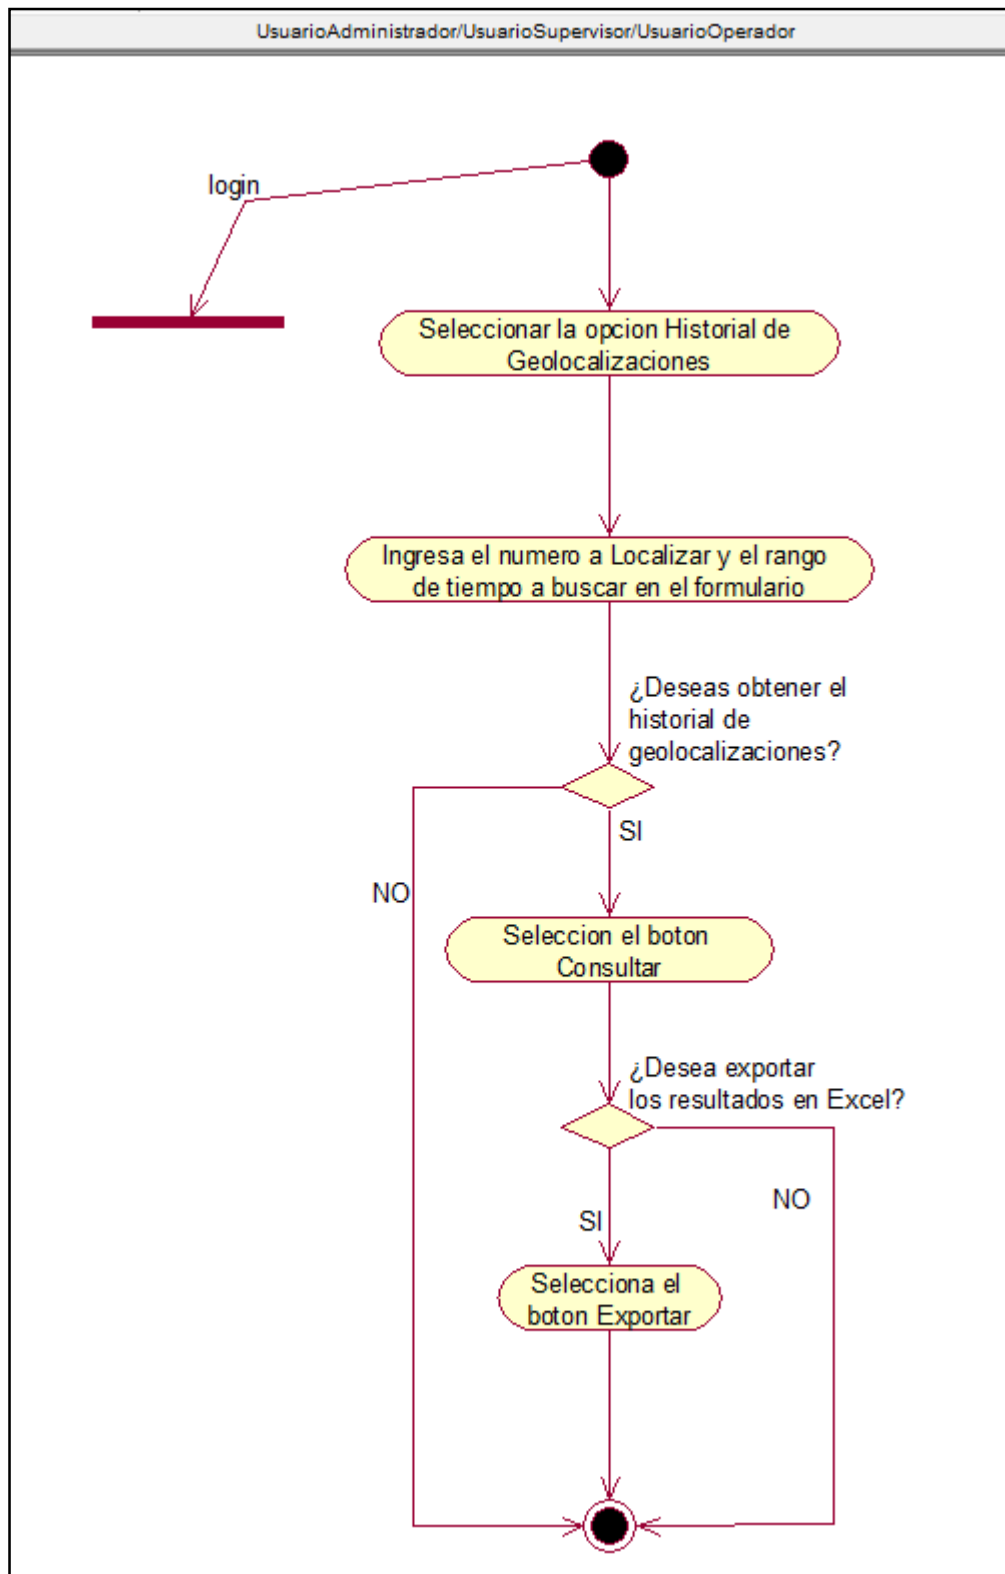 UsuarioAdministrador/UsuarioSupervisor/UsuarioOperador
login
Seleccionar la opcion Historial de
Geolocalizaciones
Ingresa el numero a Localizar y el rango
de tiempo a buscar en el formulario
¿Deseas obtener el
historial de
geolocalizaciones?
SI
NO
Seleccion el boton
Consultar
¿Desea exportar
los resultados en Excel?
NO
SI
Selecciona el
boton Exportar